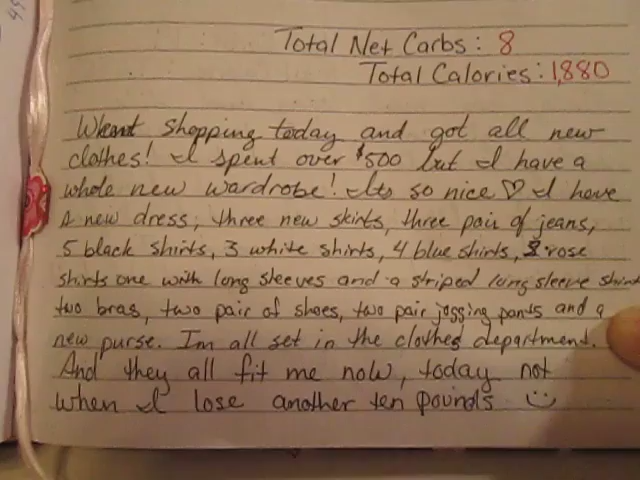 Total Net Carbs: 8
Total Calories: 1,880
Went shopping today and got all new
clothes! I spent over $500 but I have a
whole new wardrobe! Its so nice ♡ I have
a new dress, three new skirts, three pair of jeans,
5 black shirts, 3 white shirts, 4 blue shirts, rose
shirts one with long sleeves and a striped long sleeve shirt
two bras, two pair of shoes, two pair jogging pants and a
new purse. I'm all set in the clothes department.
And they all fit me now, today not
when I lose another ten pounds :)